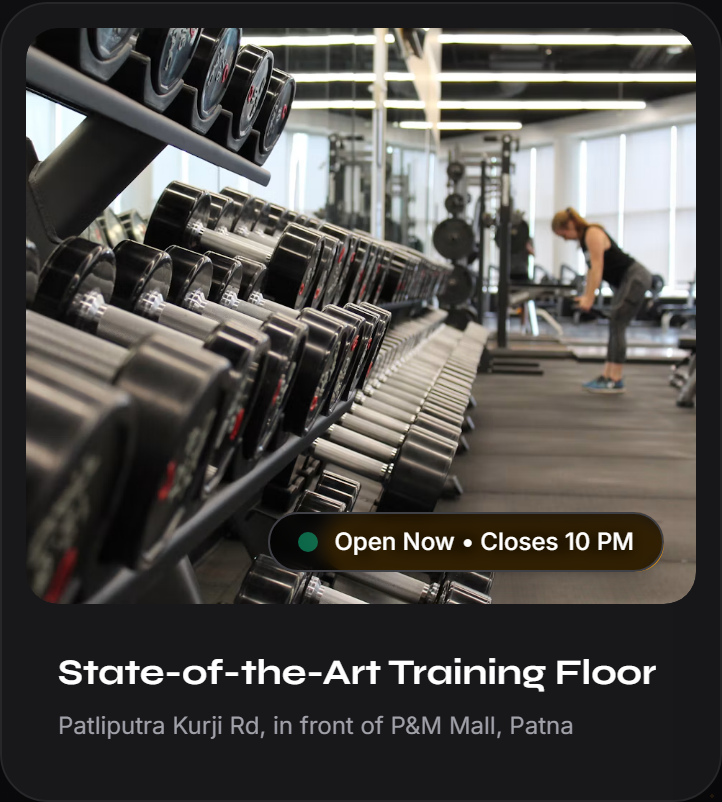 Open Now • Closes 10 PM
State-of-the-Art Training Floor
Patliputra Kurji Rd, in front of P&M Mall, Patna